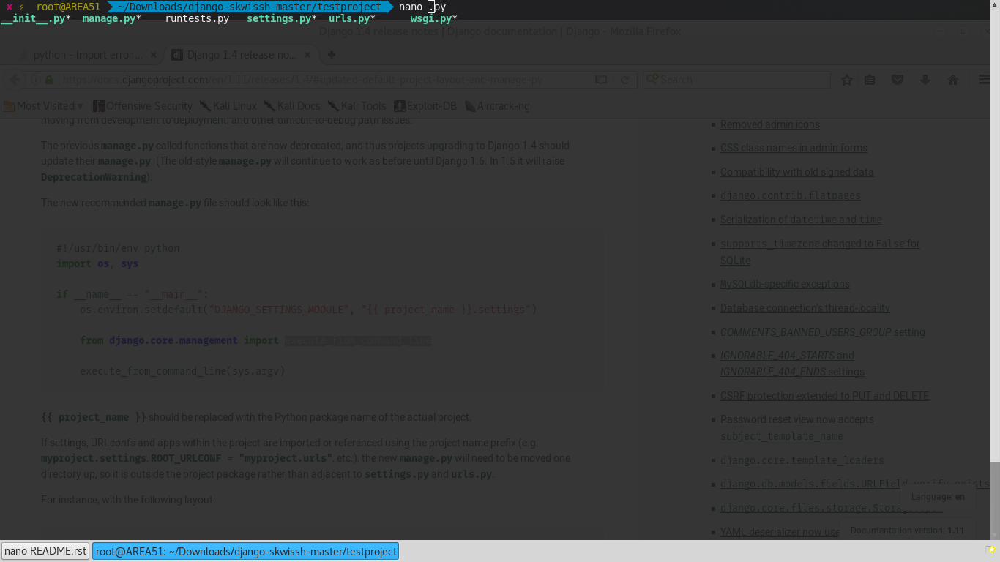 ✘ ⚡ root@AREA51 ~/Downloads/django-skwissh-master/testproject nano .py
__init__.py* manage.py* runtests.py settings.py* urls.py* wsgi.py*
Django 1.4 release notes | Django documentation | Django - Mozilla Firefox
python - Import error ... × Django 1.4 release no... ×
https://docs.djangoproject.com/en/1.11/releases/1.4/#updated-default-project-layout-and-manage-py Search
Most Visited ▾ Offensive Security Kali Linux Kali Docs Kali Tools Exploit-DB Aircrack-ng
moving from development to deployment, and other difficult-to-debug path issues.
The previous manage.py called functions that are now deprecated, and thus projects upgrading to Django 1.4 should
update their manage.py. (The old-style manage.py will continue to work as before until Django 1.6. In 1.5 it will raise
DeprecationWarning).
The new recommended manage.py file should look like this:
#!/usr/bin/env python
import os, sys
if __name__ == "__main__":
os.environ.setdefault("DJANGO_SETTINGS_MODULE", "{{ project_name }}.settings")
from django.core.management import execute_from_command_line
execute_from_command_line(sys.argv)
{{ project_name }} should be replaced with the Python package name of the actual project.
If settings, URLconfs and apps within the project are imported or referenced using the project name prefix (e.g.
myproject.settings, ROOT_URLCONF = "myproject.urls", etc.), the new manage.py will need to be moved one
directory up, so it is outside the project package rather than adjacent to settings.py and urls.py.
For instance, with the following layout:
Removed admin icons
CSS class names in admin forms
Compatibility with old signed data
django.contrib.flatpages
Serialization of datetime and time
supports_timezone changed to False for
SQLite
MySQLdb-specific exceptions
Database connection's thread-locality
COMMENTS_BANNED_USERS_GROUP setting
IGNORABLE_404_STARTS and
IGNORABLE_404_ENDS settings
CSRF protection extended to PUT and DELETE
Password reset view now accepts
subject_template_name
django.core.template_loaders
django.db.models.fields.URLField.verify_exists
django.core.files.storage.Storage.open
YAML deserializer now use
Language: en
Documentation version: 1.11
nano README.rst root@AREA51: ~/Downloads/django-skwissh-master/testproject